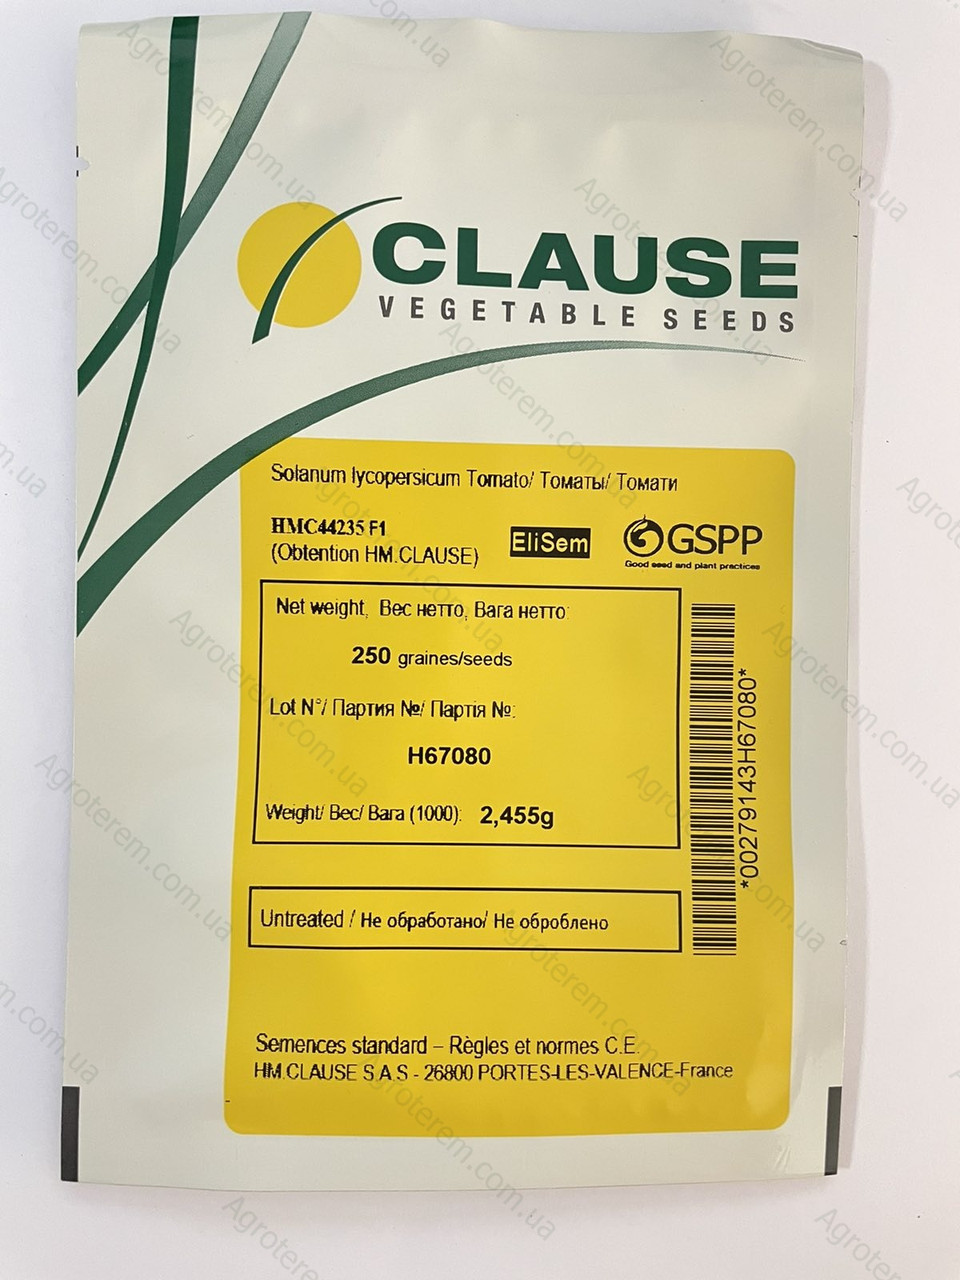 CLAUSE
VEGETABLE SEEDS
Solanum lycopersicum Tomato/ Томаты/ Томати
HMC44235 F1
(Obtention HM.CLAUSE)
EliSem
GSPP
Good seed and plant practices
Net weight, Вес нетто, Вага нетто:
250 graines/seeds
Lot N°/ Партия №/ Партія №:
H67080
Weight/ Вес/ Вага (1000): 2,455g
*00279143H67080*
Untreated / Не обработано/ Не оброблено
Semences standard – Règles et normes C.E.
HM.CLAUSE S.A.S - 26800 PORTES-LES-VALENCE-France
Agroterem.com.ua